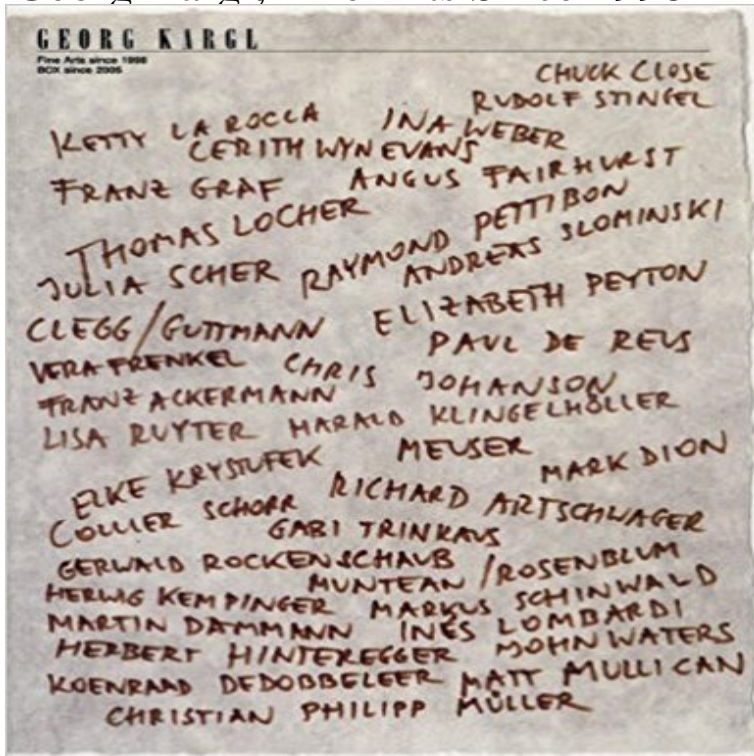 GEORG KARGL
Fine Arts since 1998
BOX since 2005
CHUCK CLOSE
RUDOLF STINGEL
KETTY LA ROCCA INA WEBER
CERITH WYN EVANS
FRANZ GRAF ANGUS FAIRHURST
THOMAS LOCHER
JULIA SCHER RAYMOND PETTIBON
ANDREAS SLOMINSKI
CLEGG/GUTTMANN ELIZABETH PEYTON
VERA FRENKEL CHRIS JOHANSON
PAUL DE REUS
FRANZ ACKERMANN
LISA RUYTER HARALD KLINGELHÖLLER
ELKE KRYSTUFEK MEUSER
MARK DION
COLLIER SCHORR RICHARD ARTSCHWAGER
GABI TRINKAUS
GERWALD ROCKENSCHAUB
MUNTEAN/ROSENBLUM
HERWIG KEMPINGER MARKUS SCHINWALD
MARTIN DAMMANN INES LOMBARDI
HERBERT HINTEREGGER JOHN WATERS
KOENRAAD DEDOBBELEER MATT MULLICAN
CHRISTIAN PHILIPP MÜLLER